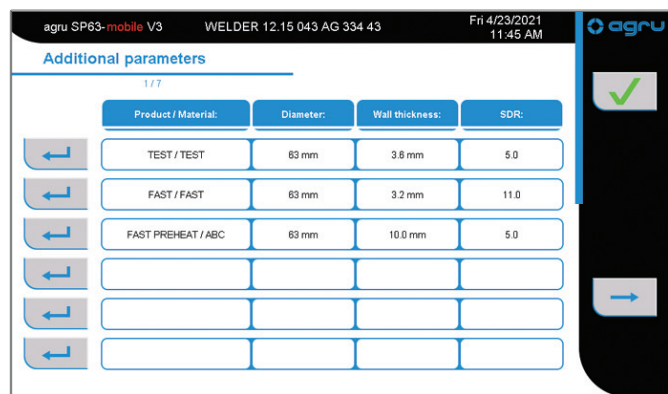 agru SP63-mobile V3 WELDER 12.15 043 AG 334 43 Fri 4/23/2021 11:45 AM
agru
Additional parameters
1 / 7
Product / Material: Diameter: Wall thickness: SDR:
TEST / TEST 63 mm 3.6 mm 5.0
FAST / FAST 63 mm 3.2 mm 11.0
FAST PREHEAT / ABC 63 mm 10.0 mm 5.0